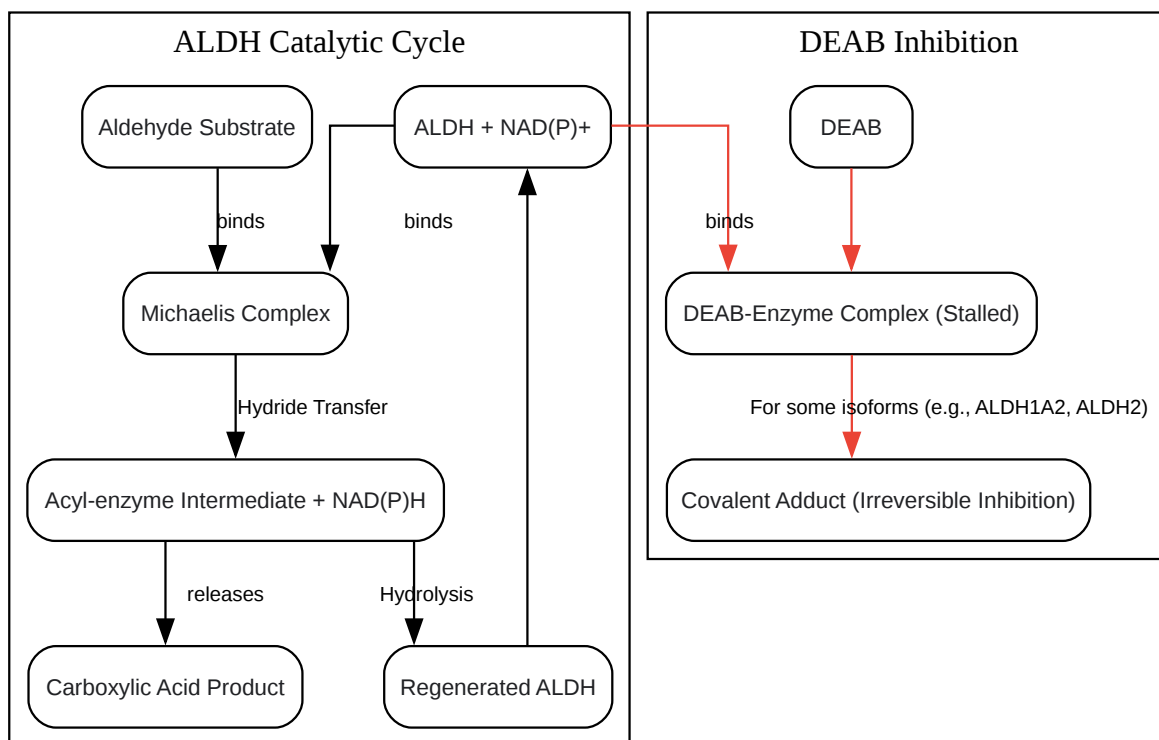 ALDH Catalytic Cycle
Aldehyde Substrate
ALDH + NAD(P)+
binds
binds
Michaelis Complex
Hydride Transfer
Acyl-enzyme Intermediate + NAD(P)H
releases
Hydrolysis
Carboxylic Acid Product
Regenerated ALDH
DEAB Inhibition
DEAB
binds
DEAB-Enzyme Complex (Stalled)
For some isoforms (e.g., ALDH1A2, ALDH2)
Covalent Adduct (Irreversible Inhibition)